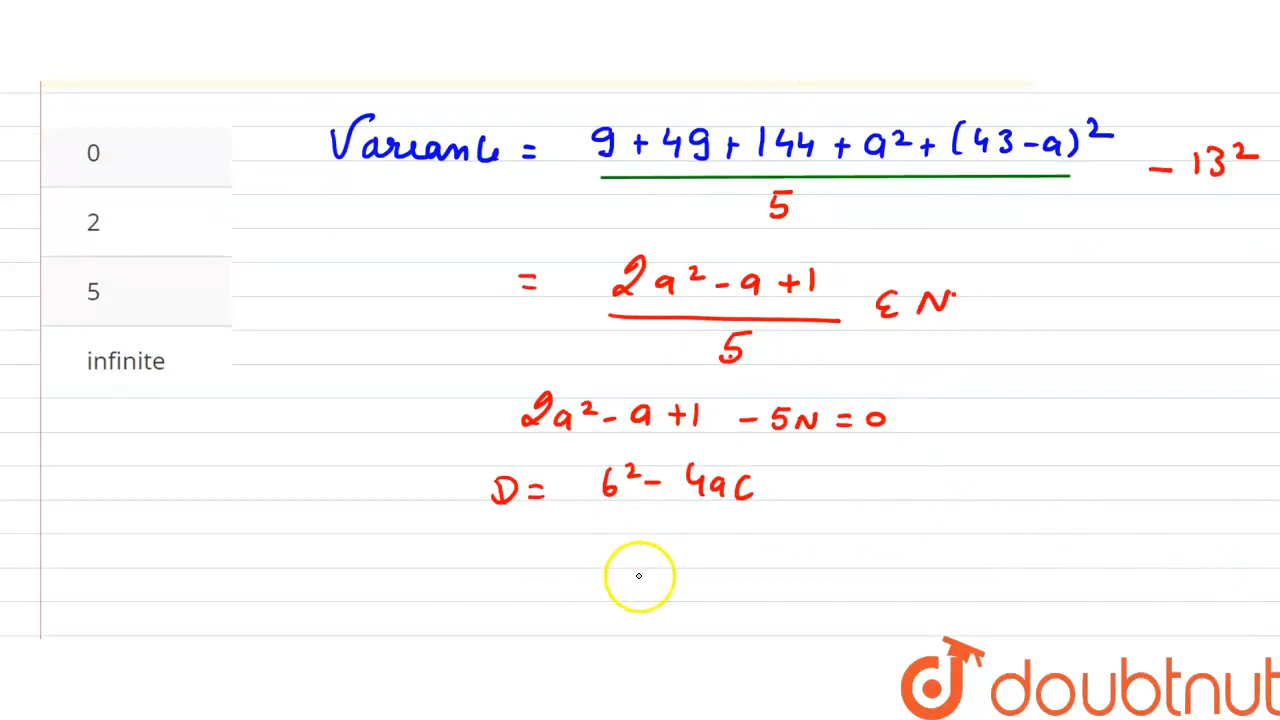 Variance = 9 + 49 + 144 + a² + (43 - a)² / 5 - 13²
= 2a² - a + 1 / 5 ε N
2a² - a + 1 - 5N = 0
D = b² - 4ac
0
2
5
infinite
doubtnut